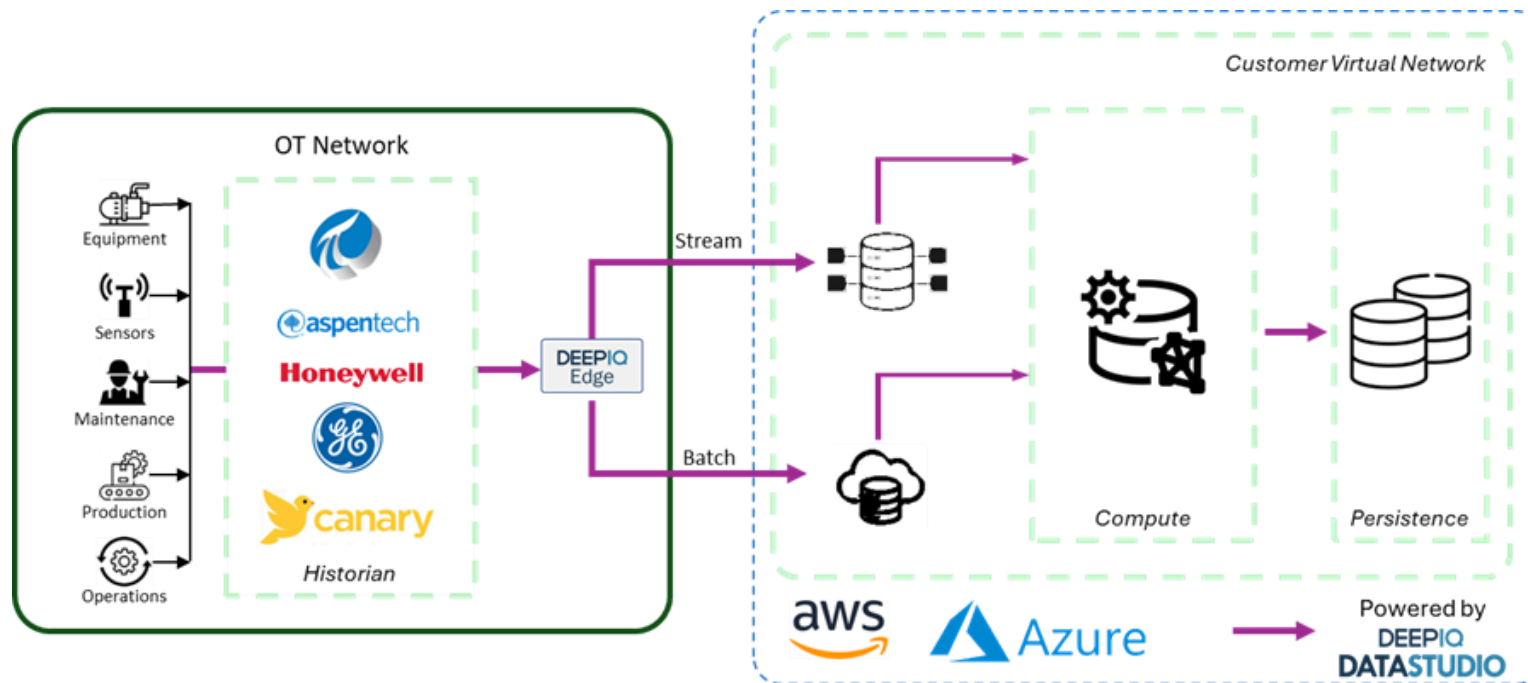 Customer Virtual Network
OT Network
Equipment
Sensors
Maintenance
Production
Operations
aspentech
Honeywell
GE
canary
Historian
DEEPIQ
Edge
Stream
Batch
Compute
Persistence
aws
Azure
Powered by
DEEPIQ
DATASTUDIO